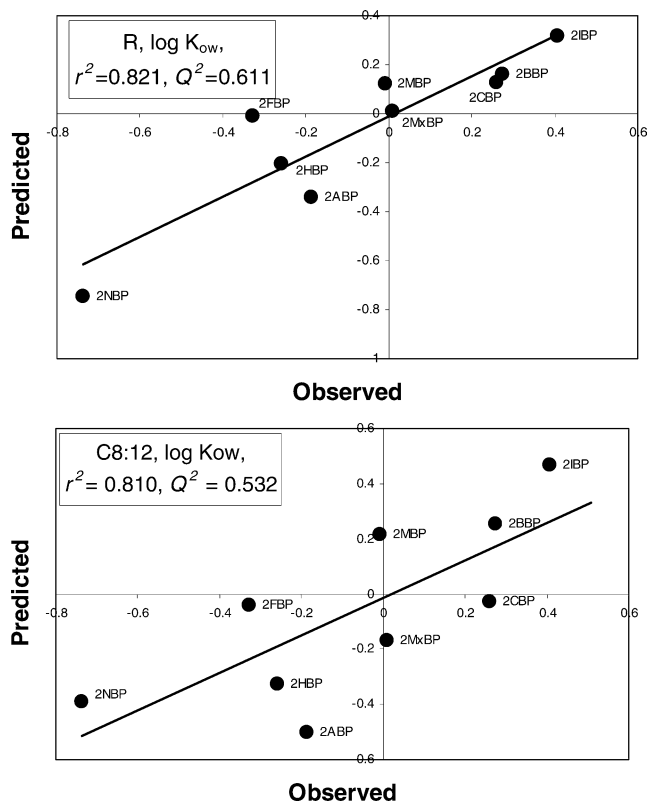 0.4
R, log Kow,
r²=0.821, Q²=0.611
0.2
2IBP
2BBP
2MBP
2CBP
2FBP
0
2MxBP
-0.8 -0.6 -0.4 -0.2 0 0.2 0.4 0.6
2HBP
-0.2
2ABP
-0.4
-0.6
2NBP
-0.8
1
Predicted
Observed
0.6
C8:12, log Kow,
r²= 0.810, Q² = 0.532
2IBP
0.4
2BBP
2MBP
0.2
0
2FBP
2CBP
-0.8 -0.6 -0.4 -0.2 0 0.2 0.4 0.6
2MxBP
-0.2
2HBP
2NBP
-0.4
2ABP
0.6
Predicted
Observed